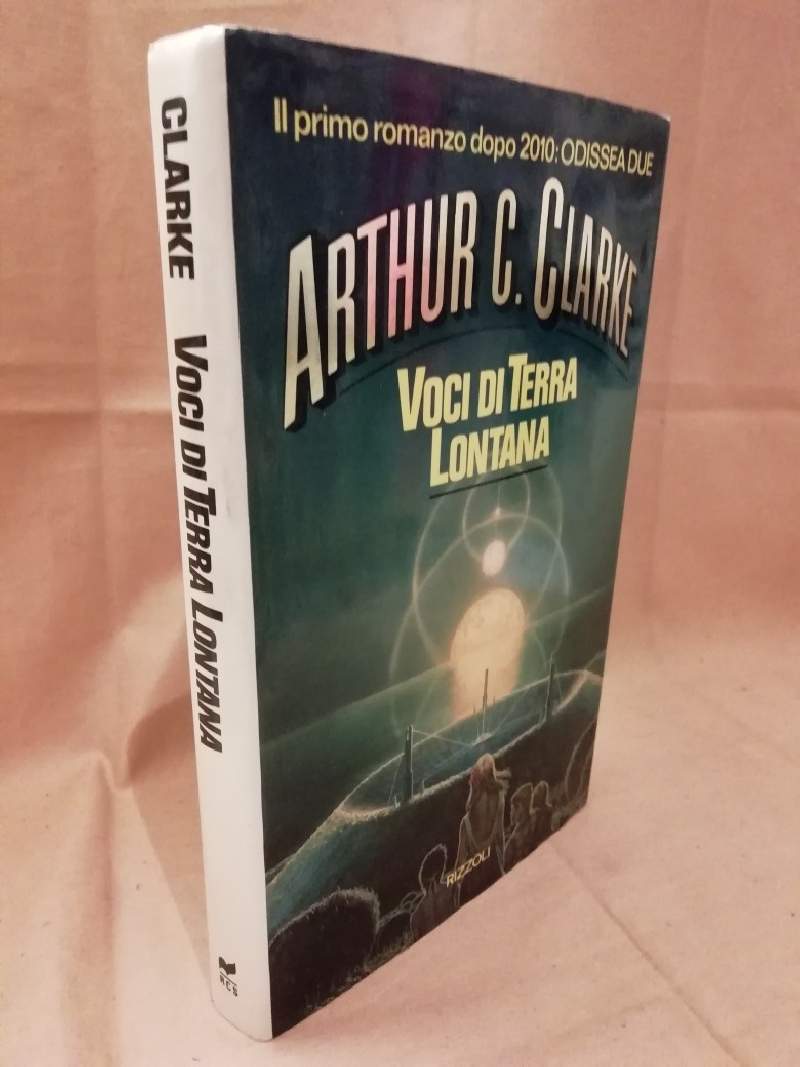 CLARKE VOCI DI TERRA LONTANA
RCS
Il primo romanzo dopo 2010: ODISSEA DUE
ARTHUR C. CLARKE
VOCI DI TERRA
LONTANA
RIZZOLI